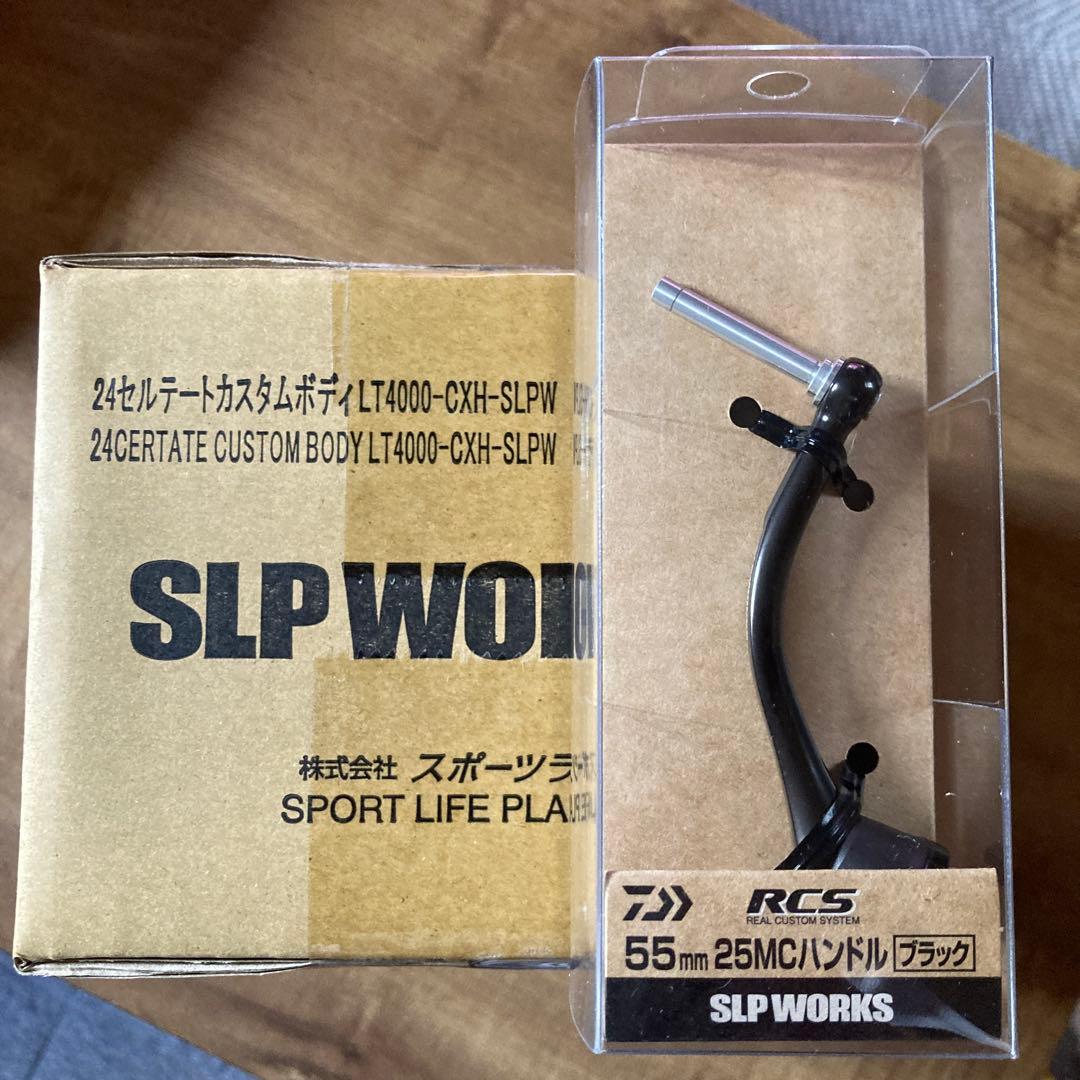 24セルテートカスタムボディLT4000-CXH-SLPW
24CERTATE CUSTOM BODY LT4000-CXH-SLPW
SLP WOR
株式会社 スポーツラ
SPORT LIFE PLA
RCS
REAL CUSTOM SYSTEM
55mm 25MCハンドル ブラック
SLP WORKS